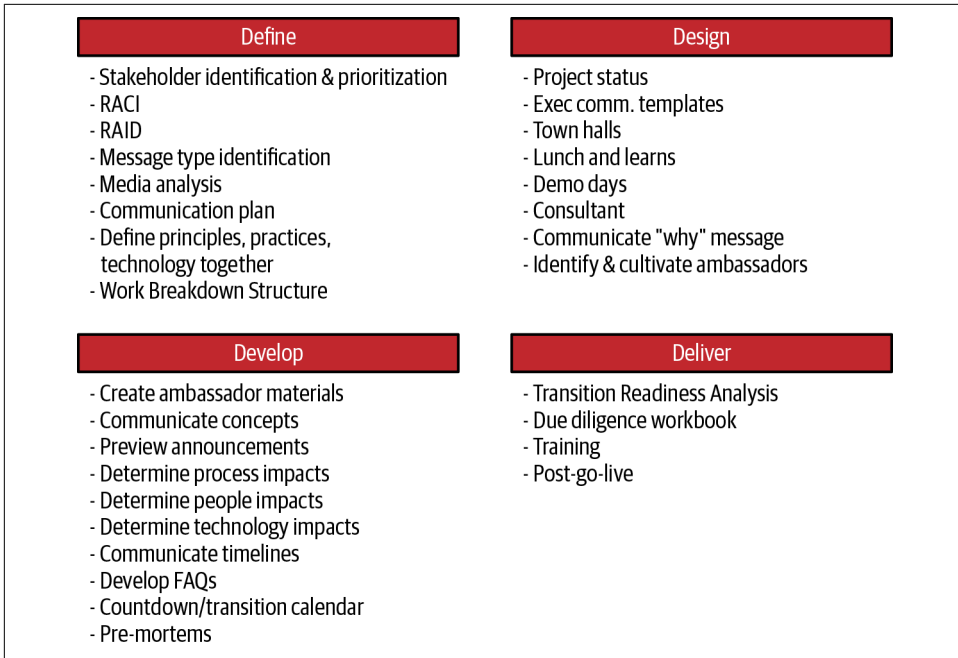 Define
- Stakeholder identification & prioritization
- RACI
- RAID
- Message type identification
- Media analysis
- Communication plan
- Define principles, practices,
technology together
- Work Breakdown Structure
Design
- Project status
- Exec comm. templates
- Town halls
- Lunch and learns
- Demo days
- Consultant
- Communicate "why" message
- Identify & cultivate ambassadors
Develop
- Create ambassador materials
- Communicate concepts
- Preview announcements
- Determine process impacts
- Determine people impacts
- Determine technology impacts
- Communicate timelines
- Develop FAQs
- Countdown/transition calendar
- Pre-mortems
Deliver
- Transition Readiness Analysis
- Due diligence workbook
- Training
- Post-go-live